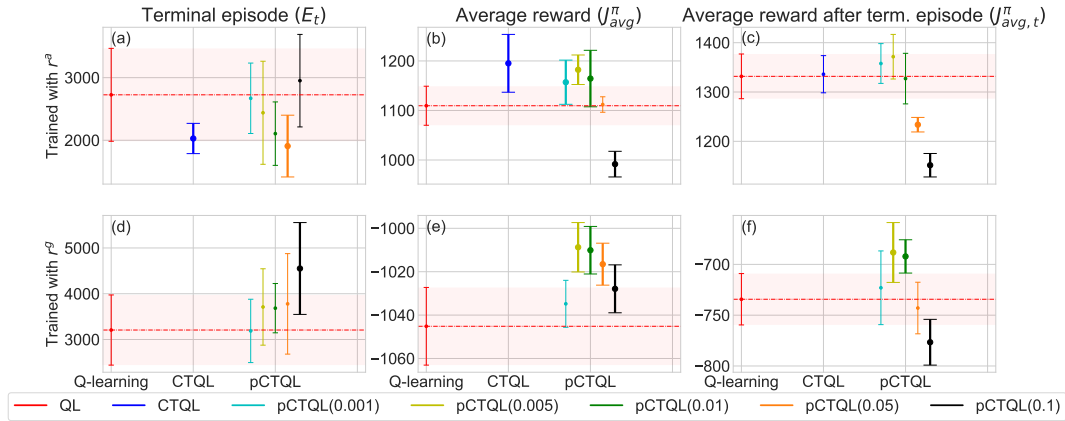 Terminal episode (E_t)
Average reward (J^π_avg)
Average reward after term. episode (J^π_avg,t)
Trained with r^a
(a)
3000
2000
(b)
1200
1100
1000
(c)
1400
1300
1200
Trained with r^g
(d)
5000
4000
3000
(e)
−1000
−1020
−1040
−1060
(f)
−700
−750
−800
Q-learning CTQL pCTQL
Q-learning CTQL pCTQL
Q-learning CTQL pCTQL
QL CTQL pCTQL(0.001) pCTQL(0.005) pCTQL(0.01) pCTQL(0.05) pCTQL(0.1)